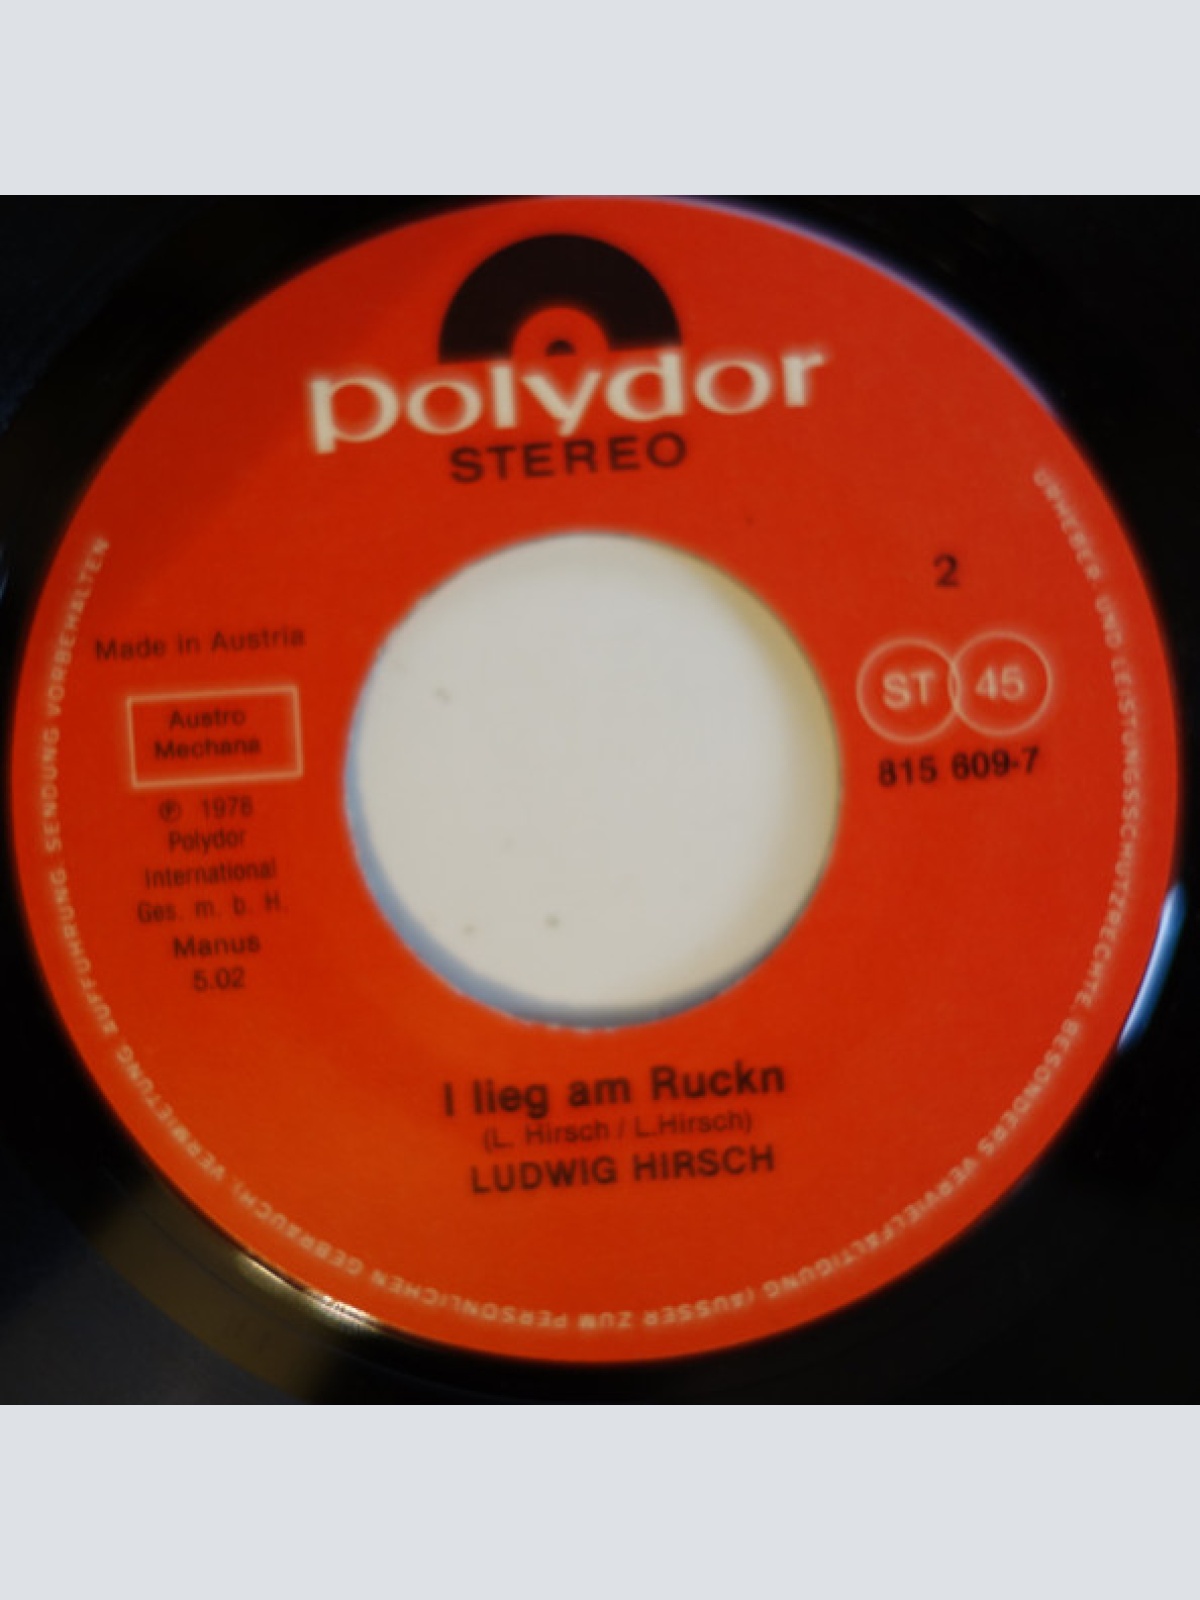 polydor
STEREO
2
Made in Austria
ST 45
Austro
Mechana
815 609-7
℗ 1978
Polydor
International
Ges. m. b. H.
Manus
5.02
I lieg am Ruckn
(L. Hirsch / L.Hirsch)
LUDWIG HIRSCH
URHEBER- UND LEISTUNGSSCHUTZRECHTE, BESONDERS VERVIELFÄLTIGUNG (AUSSER ZUM PERSÖNLICHEN GEBRAUCH), VERMIETUNG, AUFFÜHRUNG, SENDUNG VORBEHALTEN